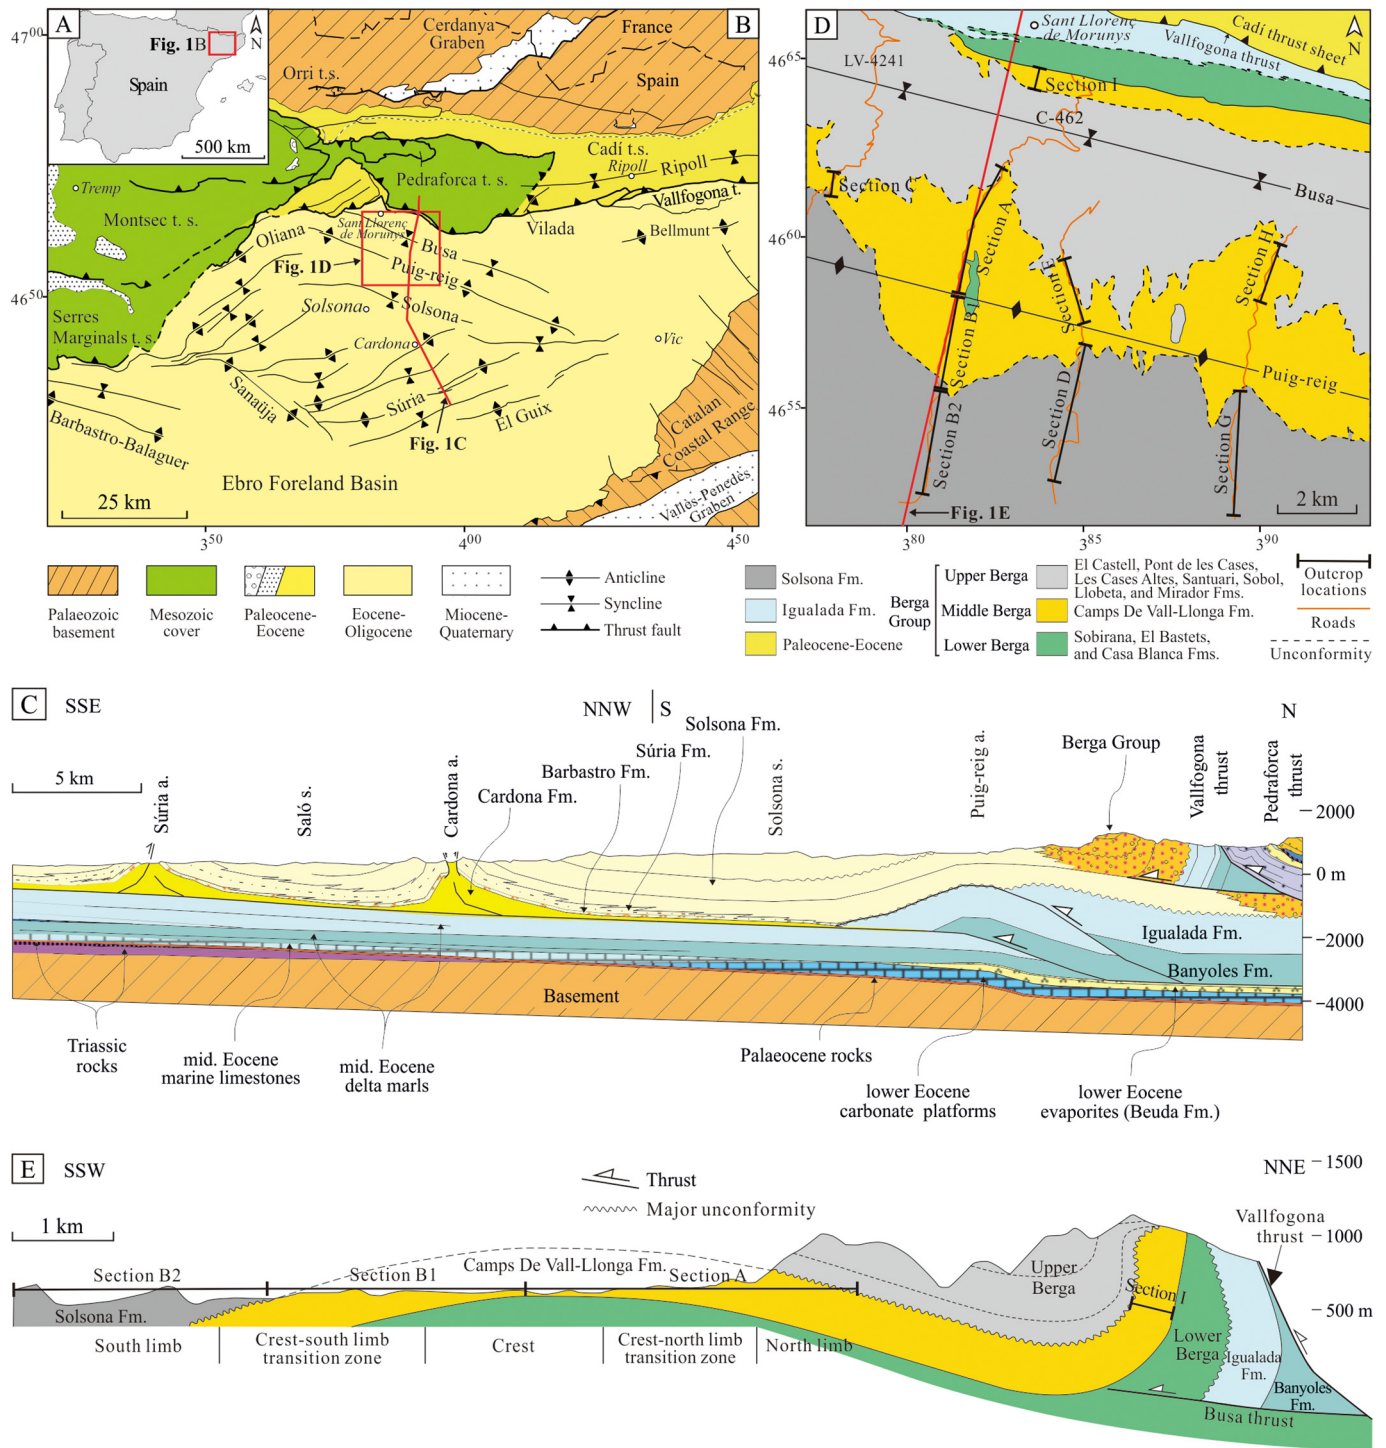 A
Fig. 1B
N
Spain
500 km
B
Cerdanya
Graben
France
Orri t.s.
Spain
Cadí t.s.
Ripoll
Ripoll
Tremp
Pedraforca t. s.
Vallfogona t.
Montsec t. s.
Sant Llorenç
de Morunys
Vilada
Oliana
Busa
Bellmunt
Fig. 1D
Puig-reig
Solsona
Solsona
Serres
Marginals t. s.
Cardona
Vic
Sanaüja
Súria
El Guix
Barbastro-Balaguer
Fig. 1C
Catalan
Coastal Range
Ebro Foreland Basin
Vallès-Penedès
Graben
25 km
4700
4650
350
400
450
D
Sant Llorenç
de Morunys
Cadí thrust sheet
Vallfogona thrust
N
LV-4241
Section I
C-462
Section C
Busa
Section A
Section E
Section H
Section B1
Puig-reig
Section B2
Section D
Section G
Fig. 1E
2 km
4665
4660
4655
380
385
390
Palaeozoic
basement
Mesozoic
cover
Paleocene-
Eocene
Eocene-
Oligocene
Miocene-
Quaternary
Anticline
Syncline
Thrust fault
Solsona Fm.
Igualada Fm.
Paleocene-Eocene
Berga
Group
Upper Berga
Middle Berga
Lower Berga
El Castell, Pont de les Cases,
Les Cases Altes, Santuari, Sobol,
Llobeta, and Mirador Fms.
Camps De Vall-Llonga Fm.
Sobirana, El Bastets,
and Casa Blanca Fms.
Outcrop
locations
Roads
Unconformity
C
SSE
NNW
S
N
5 km
Súria a.
Saló s.
Cardona a.
Cardona Fm.
Barbastro Fm.
Súria Fm.
Solsona Fm.
Solsona s.
Puig-reig a.
Berga Group
Vallfogona
thrust
Pedraforca
thrust
2000
0 m
-2000
-4000
Igualada Fm.
Banyoles Fm.
Basement
Triassic
rocks
mid. Eocene
marine limestones
mid. Eocene
delta marls
Palaeocene rocks
lower Eocene
carbonate platforms
lower Eocene
evaporites (Beuda Fm.)
E
SSW
NNE
Thrust
Major unconformity
1 km
1500
1000
500 m
Vallfogona
thrust
Camps De Vall-Llonga Fm.
Section B2
Section B1
Section A
Upper
Berga
Section I
Solsona Fm.
Lower
Berga
Igualada
Fm.
Banyoles
Fm.
Busa thrust
South limb
Crest-south limb
transition zone
Crest
Crest-north limb
transition zone
North limb